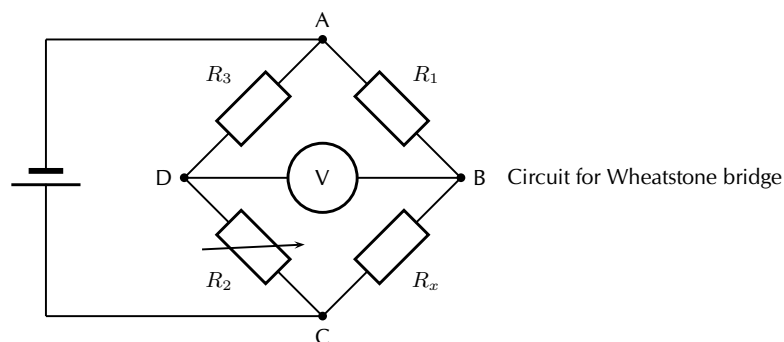 A
R₃
R₁
D
V
B
Circuit for Wheatstone bridge
R₂
Rₓ
C